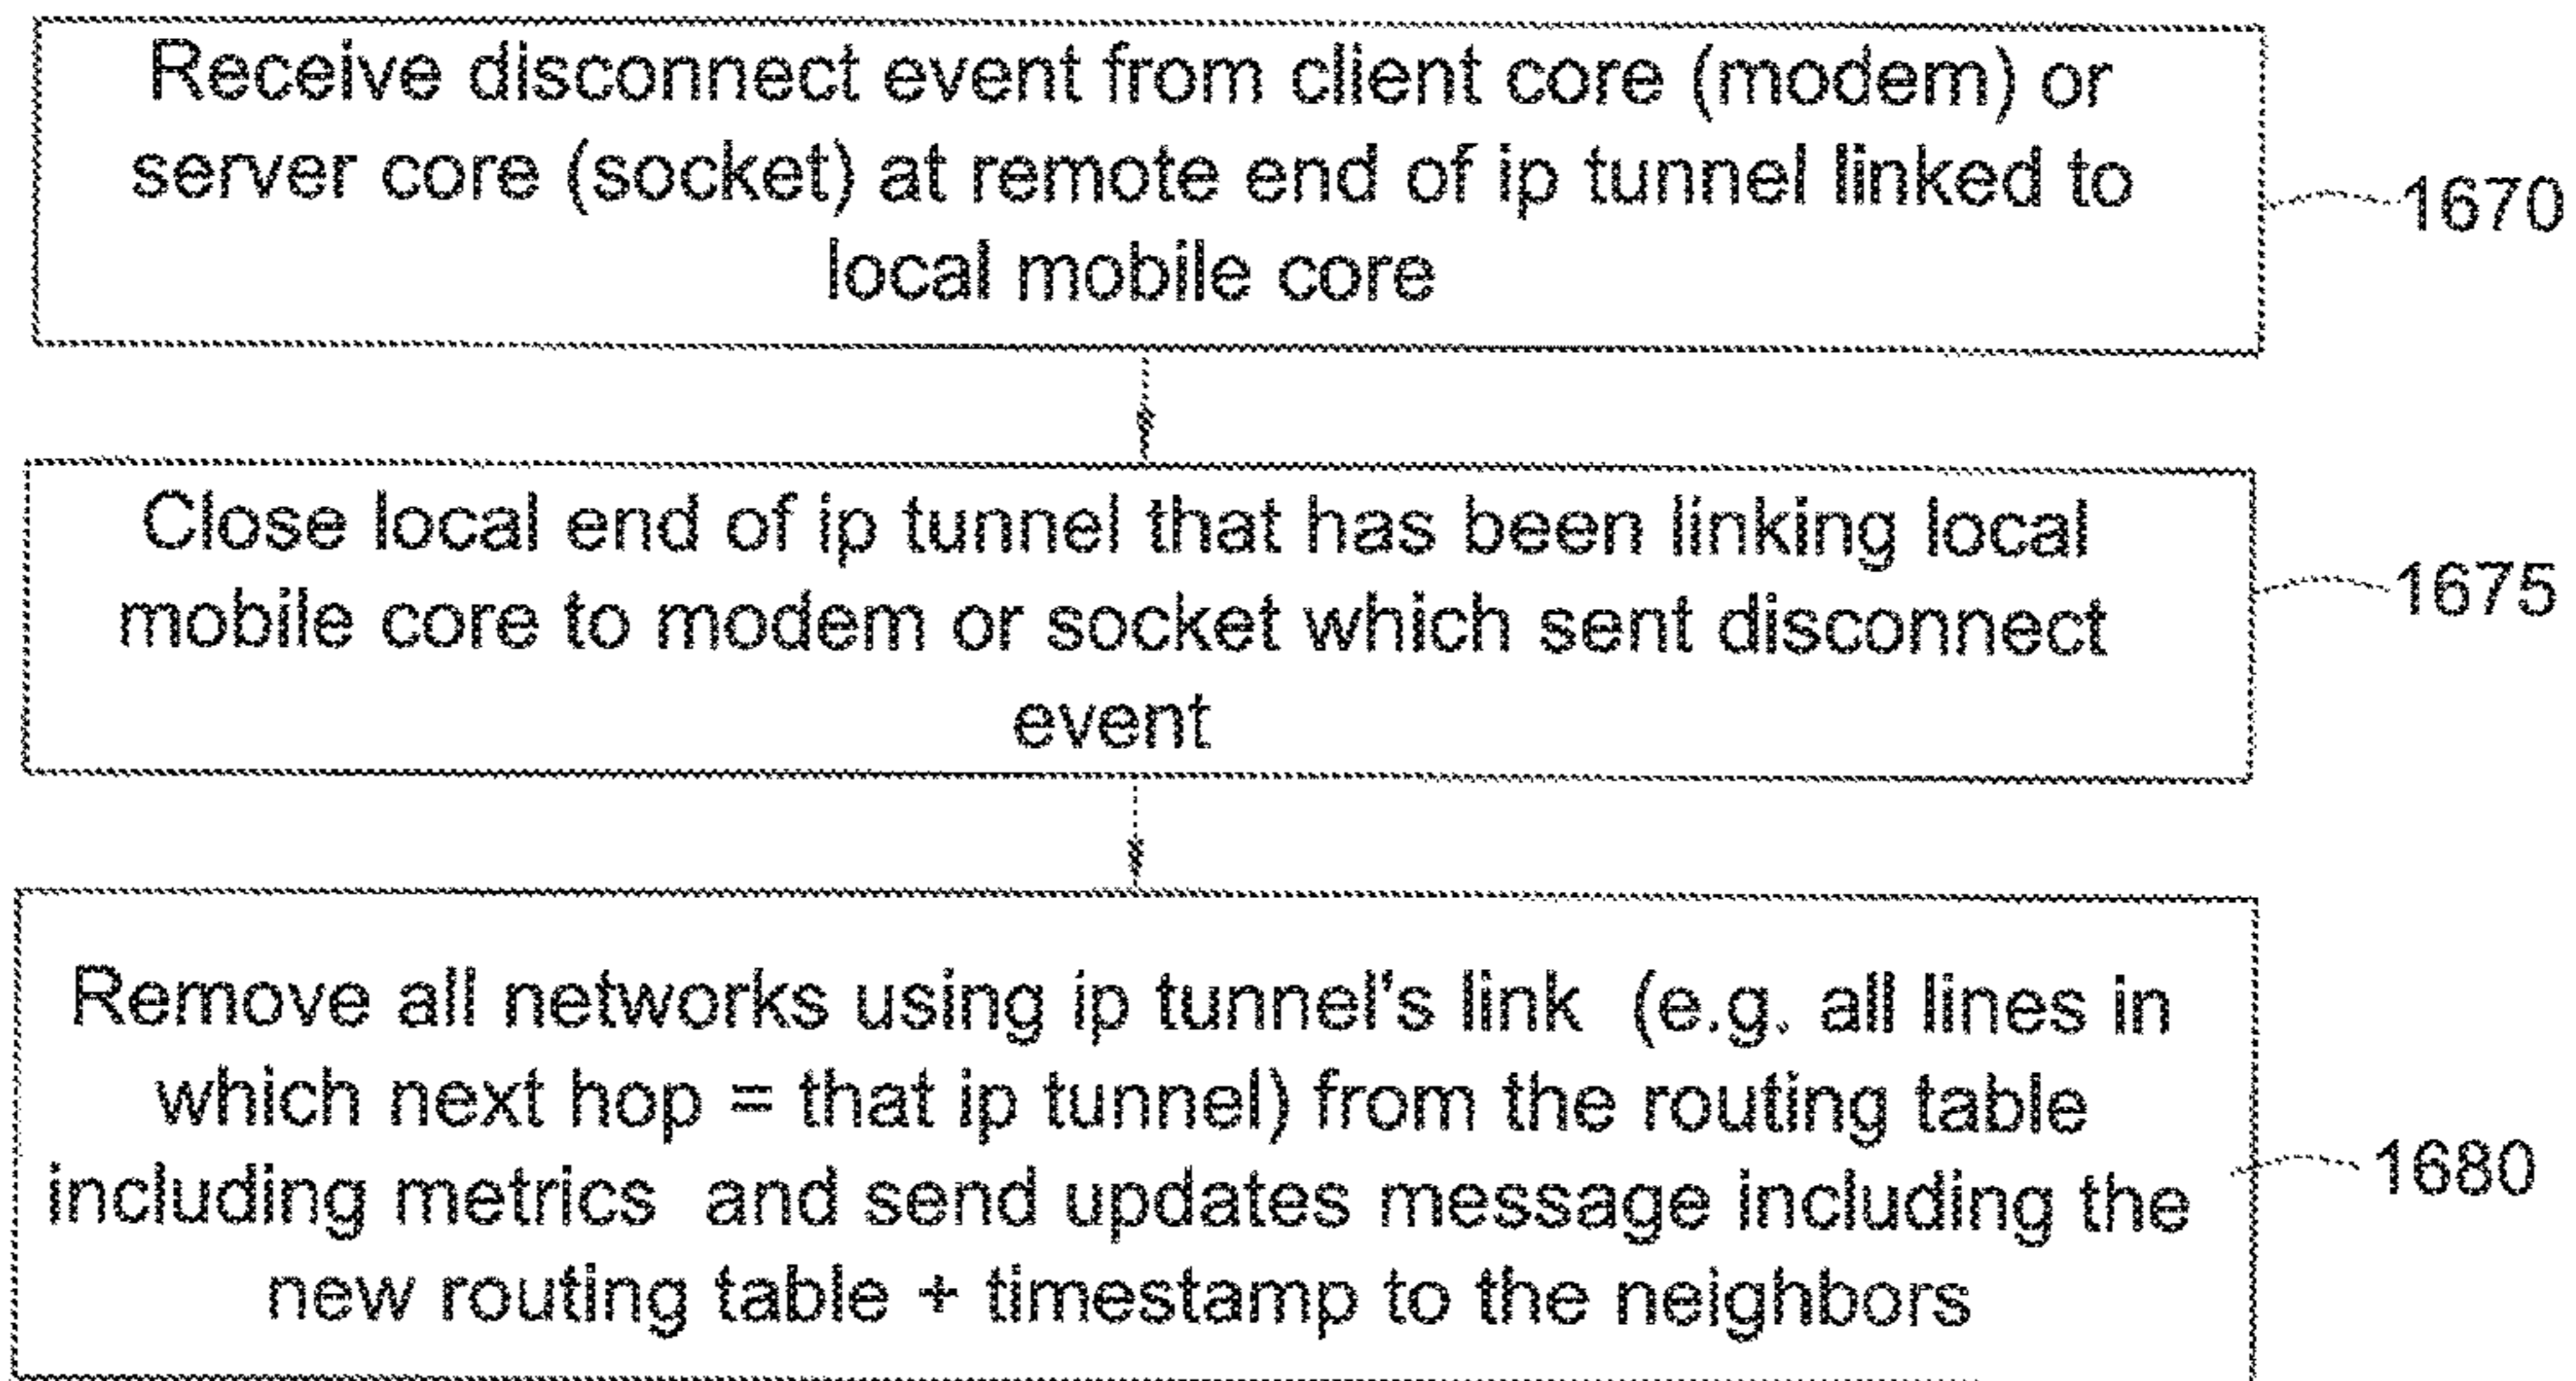 Receive disconnect event from client core (modem) or
server core (socket) at remote end of ip tunnel linked to
local mobile core
1670
Close local end of ip tunnel that has been linking local
mobile core to modem or socket which sent disconnect
event
1675
Remove all networks using ip tunnel's link (e.g. all lines in
which next hop = that ip tunnel) from the routing table
including metrics and send updates message including the
new routing table + timestamp to the neighbors
1680